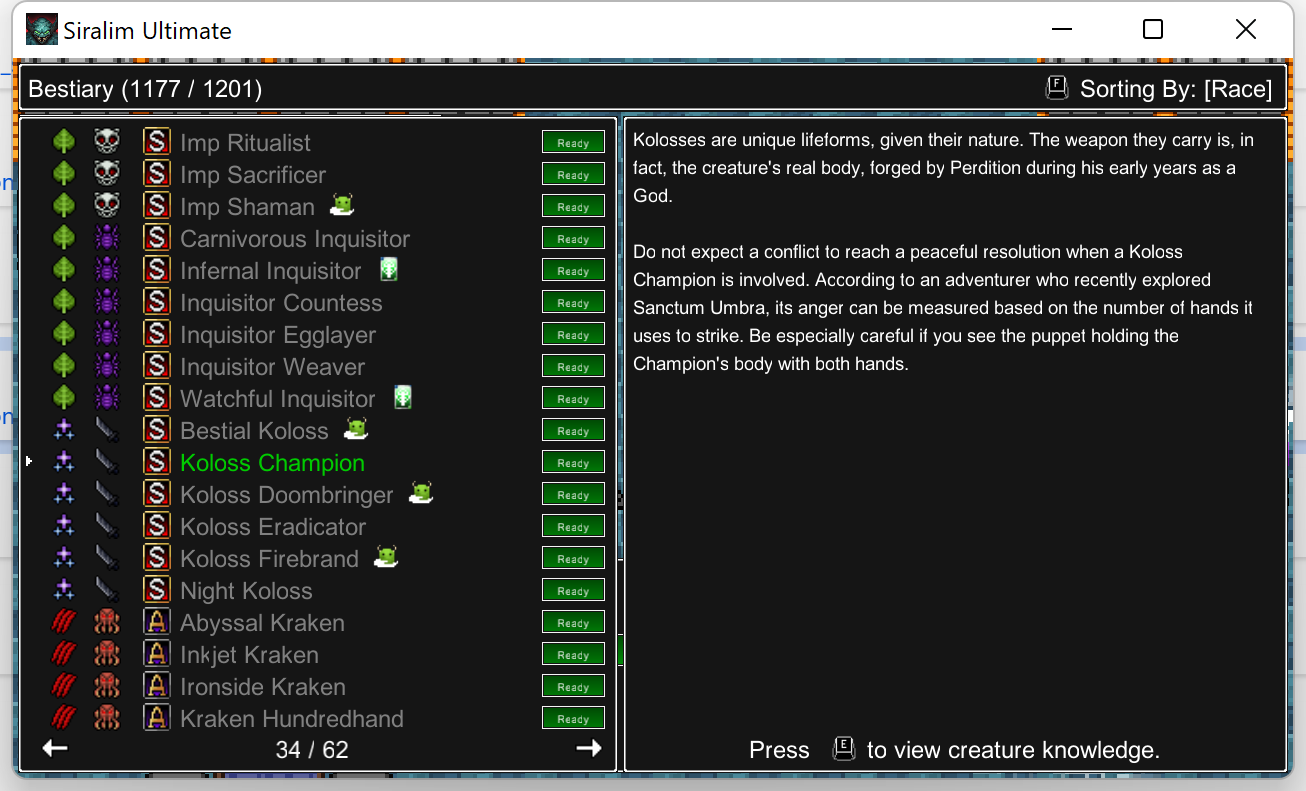 Siralim Ultimate
Bestiary (1177 / 1201)
F Sorting By: [Race]
S Imp Ritualist Ready
S Imp Sacrificer Ready
S Imp Shaman Ready
S Carnivorous Inquisitor Ready
S Infernal Inquisitor Ready
S Inquisitor Countess Ready
S Inquisitor Egglayer Ready
S Inquisitor Weaver Ready
S Watchful Inquisitor Ready
S Bestial Koloss Ready
S Koloss Champion Ready
S Koloss Doombringer Ready
S Koloss Eradicator Ready
S Koloss Firebrand Ready
S Night Koloss Ready
A Abyssal Kraken Ready
A Inkjet Kraken Ready
A Ironside Kraken Ready
A Kraken Hundredhand Ready
34 / 62
Kolosses are unique lifeforms, given their nature. The weapon they carry is, in
fact, the creature's real body, forged by Perdition during his early years as a
God.
Do not expect a conflict to reach a peaceful resolution when a Koloss
Champion is involved. According to an adventurer who recently explored
Sanctum Umbra, its anger can be measured based on the number of hands it
uses to strike. Be especially careful if you see the puppet holding the
Champion's body with both hands.
Press E to view creature knowledge.